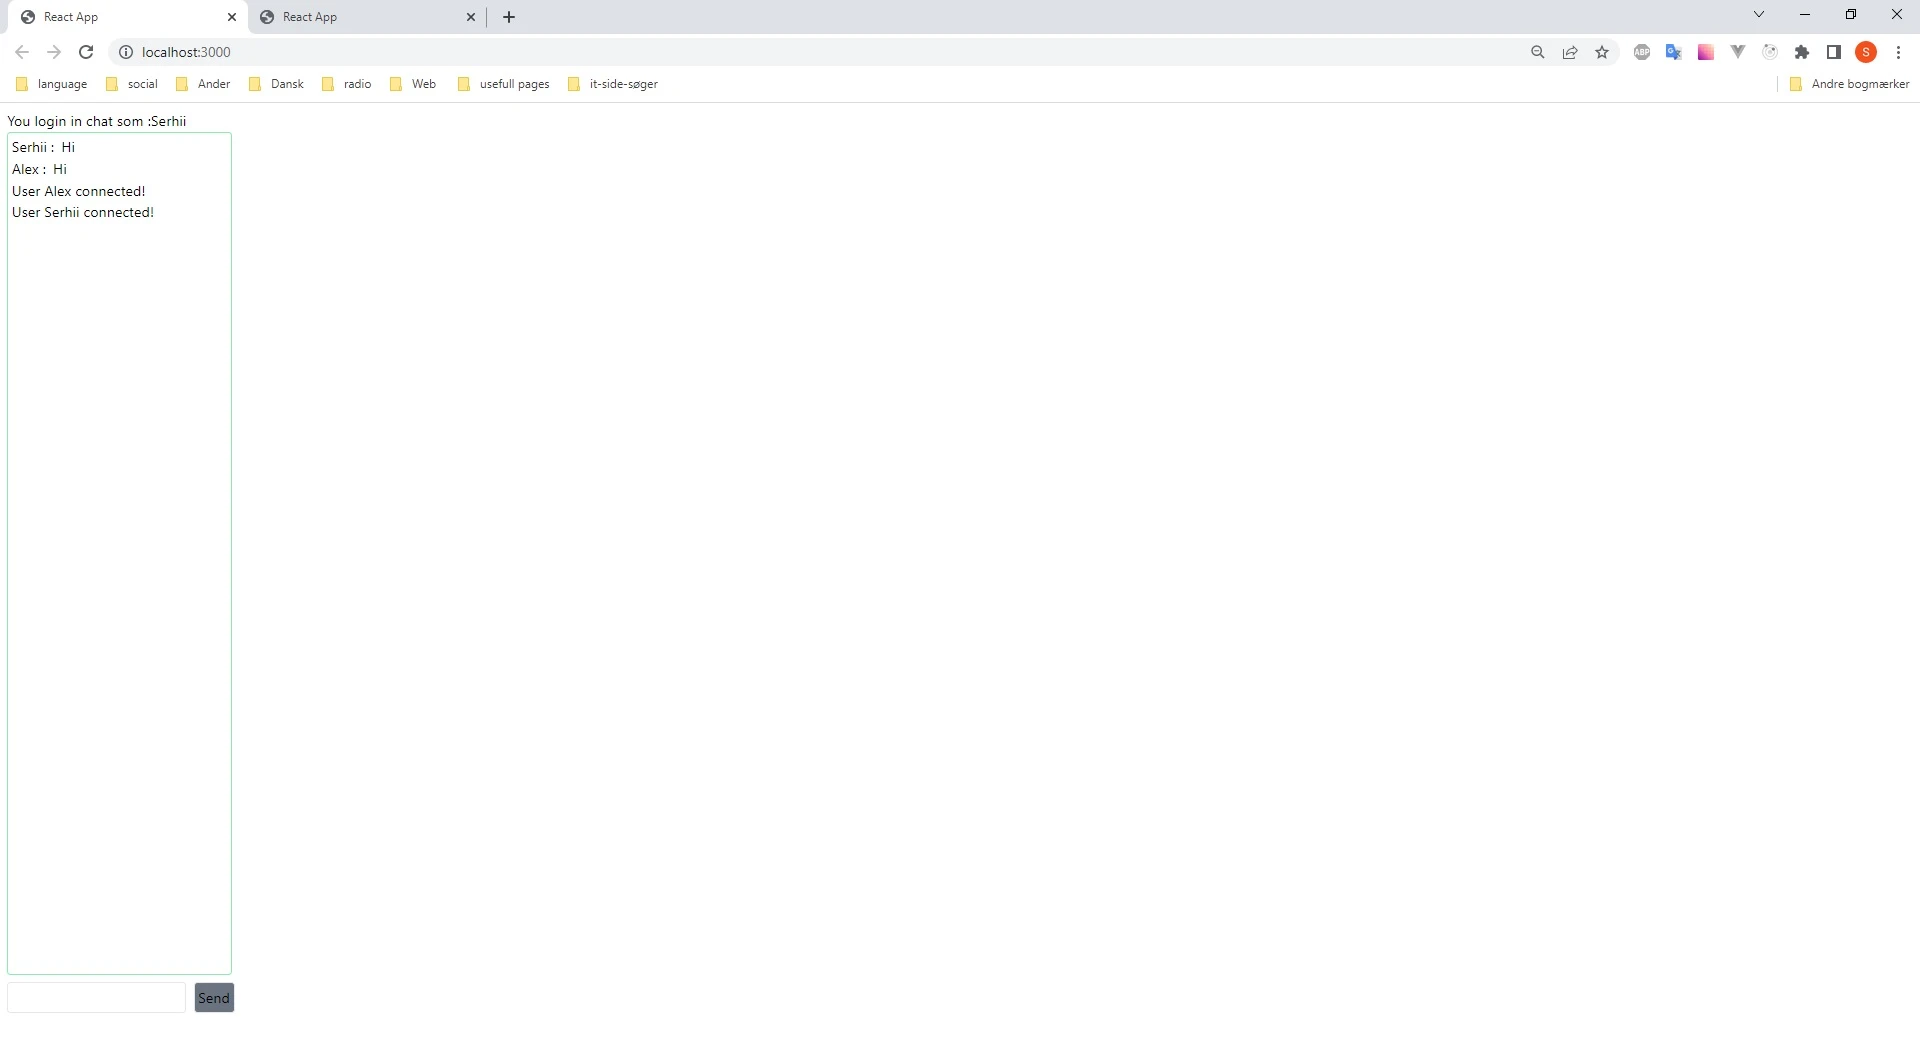 React App
React App
localhost:3000
ABP
S
language
social
Ander
Dansk
radio
Web
usefull pages
it-side-søger
Andre bogmærker
You login in chat som :Serhii
Serhii : Hi
Alex : Hi
User Alex connected!
User Serhii connected!
Send